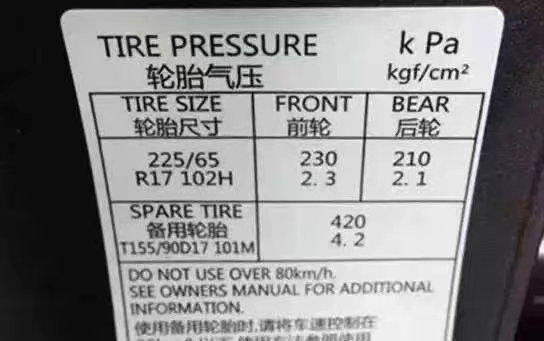 TIRE PRESSURE k Pa
轮胎气压 kgf/cm²
TIRE SIZE FRONT BEAR
轮胎尺寸 前轮 后轮
225/65 230 210
R17 102H 2. 3 2. 1
SPARE TIRE 420
备用轮胎 4. 2
T155/90D17 101M
DO NOT USE OVER 80km/h.
SEE OWNERS MANUAL FOR ADDITIONAL
INFORMATION.
使用备用轮胎时,请将车速控制在